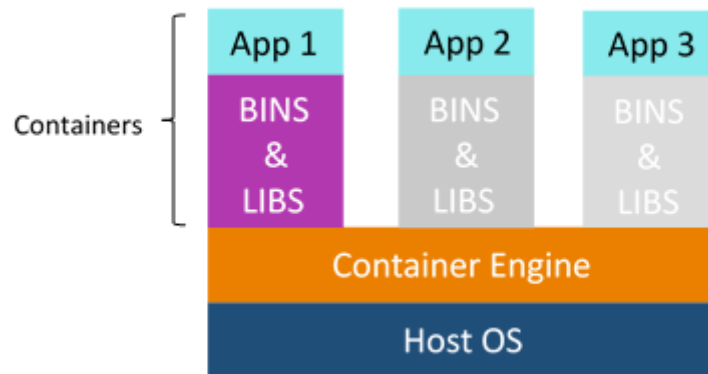 App 1
App 2
App 3
Containers
BINS
&
LIBS
BINS
&
LIBS
BINS
&
LIBS
Container Engine
Host OS